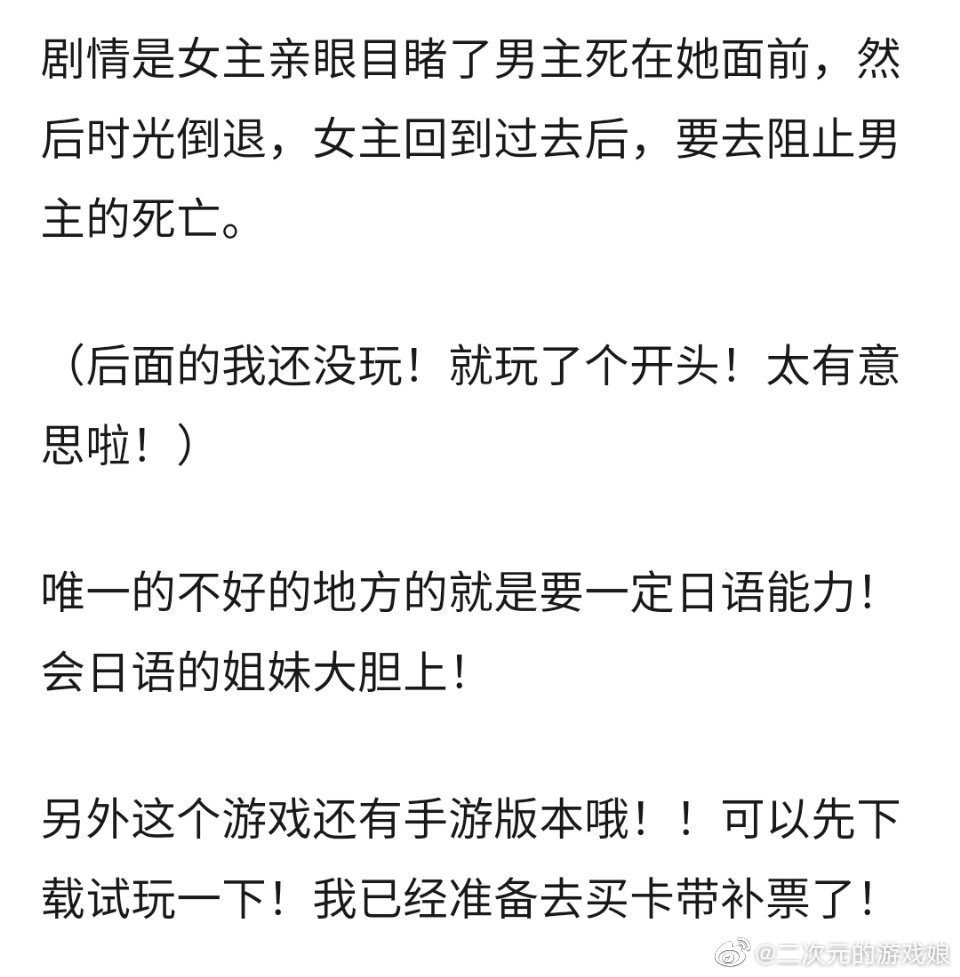 剧情是女主亲眼目睹了男主死在她面前，然
后时光倒退，女主回到过去后，要去阻止男
主的死亡。
（后面的我还没玩！就玩了个开头！太有意
思啦！）
唯一的不好的地方的就是要一定日语能力！
会日语的姐妹大胆上！
另外这个游戏还有手游版本哦！！可以先下
载试玩一下！我已经准备去买卡带补票了！
@二次元的游戏娘